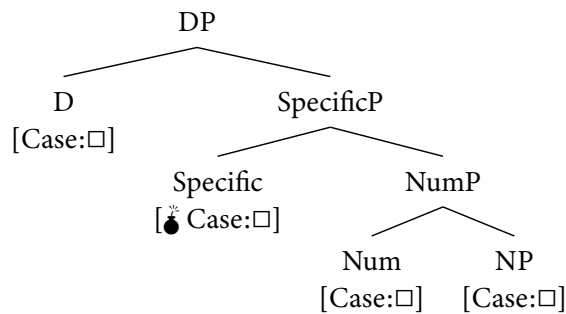 DP
D SpecificP
[Case:□]
Specific NumP
[💣Case:□]
Num NP
[Case:□] [Case:□]